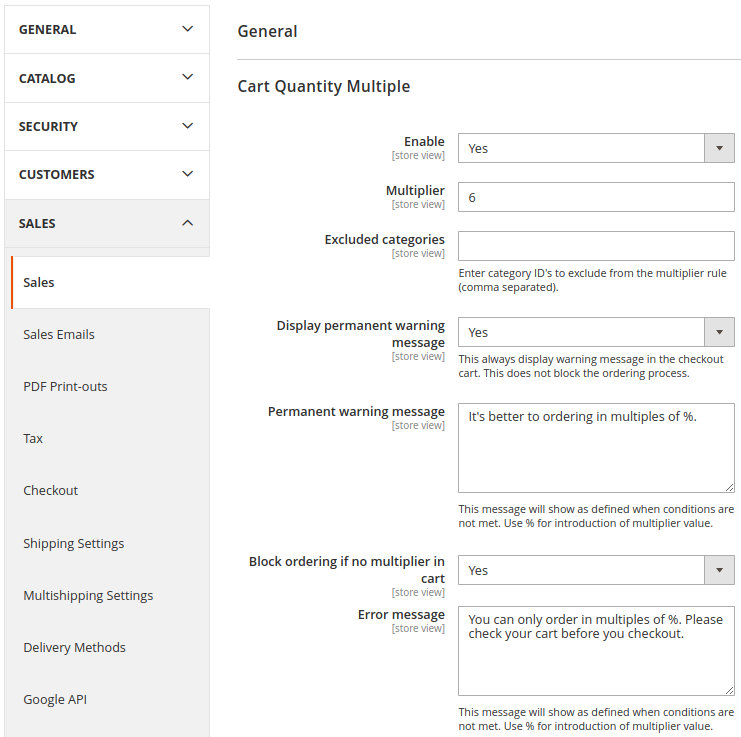 GENERAL
CATALOG
SECURITY
CUSTOMERS
SALES
Sales
Sales Emails
PDF Print-outs
Tax
Checkout
Shipping Settings
Multishipping Settings
Delivery Methods
Google API
General
Cart Quantity Multiple
Enable
[store view]
Yes
Multiplier
[store view]
6
Excluded categories
[store view]
Enter category ID's to exclude from the multiplier rule
(comma separated).
Display permanent warning
message
[store view]
Yes
This always display warning message in the checkout
cart. This does not block the ordering process.
Permanent warning message
[store view]
It's better to ordering in multiples of %.
This message will show as defined when conditions are
not met. Use % for introduction of multiplier value.
Block ordering if no multiplier in
cart
[store view]
Yes
Error message
[store view]
You can only order in multiples of %. Please
check your cart before you checkout.
This message will show as defined when conditions are
not met. Use % for introduction of multiplier value.